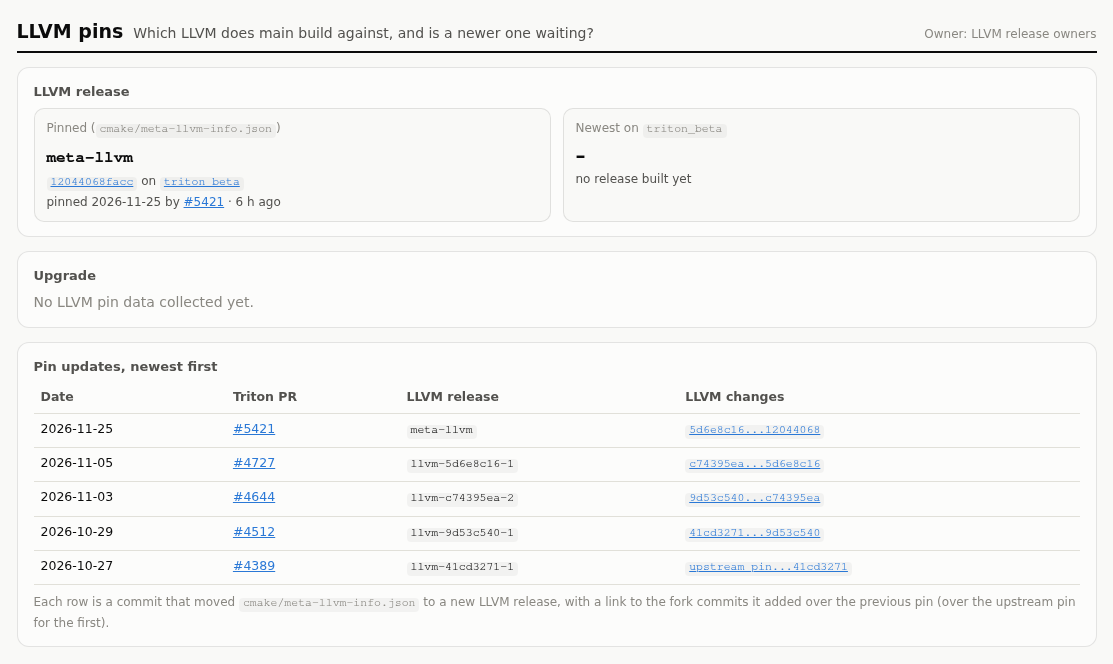 LLVM pins Which LLVM does main build against, and is a newer one waiting? Owner: LLVM release owners
LLVM release
Pinned (cmake/meta-llvm-info.json)
meta-llvm
12044068facc on triton_beta
pinned 2026-11-25 by #5421 · 6 h ago
Newest on triton_beta
–
no release built yet
Upgrade
No LLVM pin data collected yet.
Pin updates, newest first
Date Triton PR LLVM release LLVM changes
2026-11-25 #5421 meta-llvm 5d6e8c16...12044068
2026-11-05 #4727 llvm-5d6e8c16-1 c74395ea...5d6e8c16
2026-11-03 #4644 llvm-c74395ea-2 9d53c540...c74395ea
2026-10-29 #4512 llvm-9d53c540-1 41cd3271...9d53c540
2026-10-27 #4389 llvm-41cd3271-1 upstream pin...41cd3271
Each row is a commit that moved cmake/meta-llvm-info.json to a new LLVM release, with a link to the fork commits it added over the previous pin (over the upstream pin
for the first).